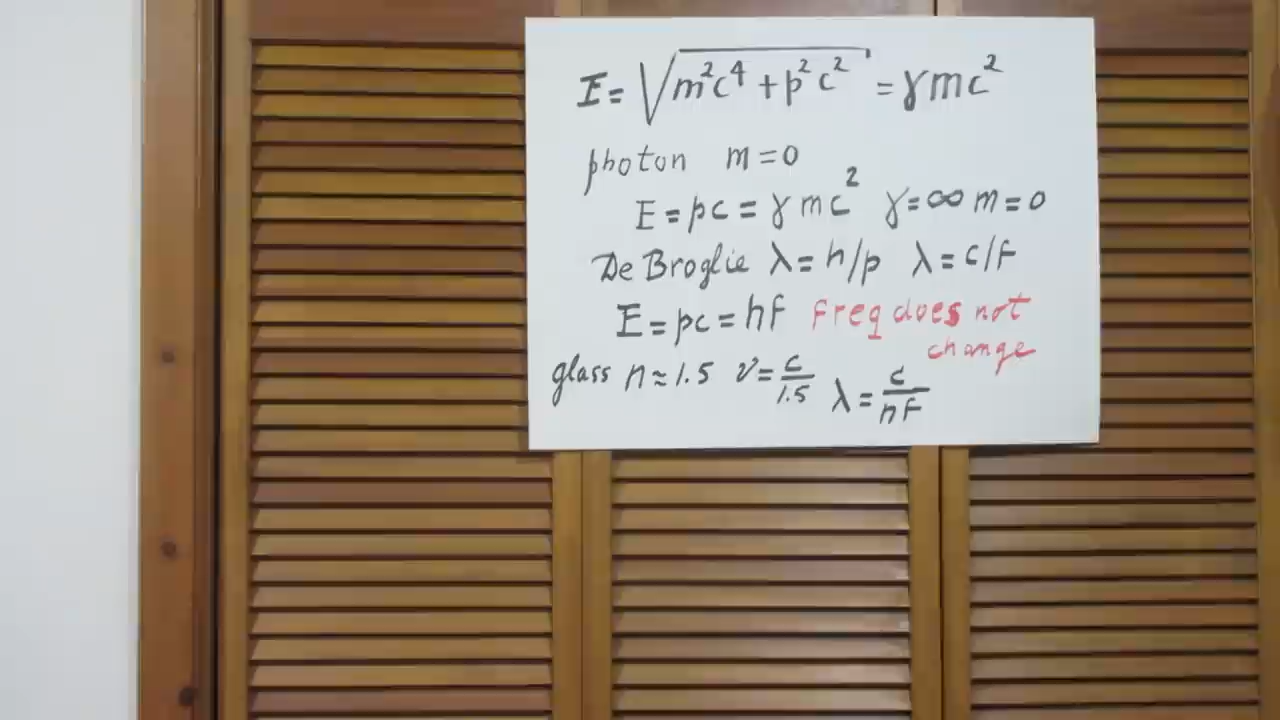 E = √m²c⁴ + p²c² = γmc²
photon m = 0
E = pc = γmc² γ = ∞ m = 0
De Broglie λ = h/p λ = c/f
E = pc = hf freq does not
change
glass n ≈ 1.5 v = c/1.5 λ = c/nf